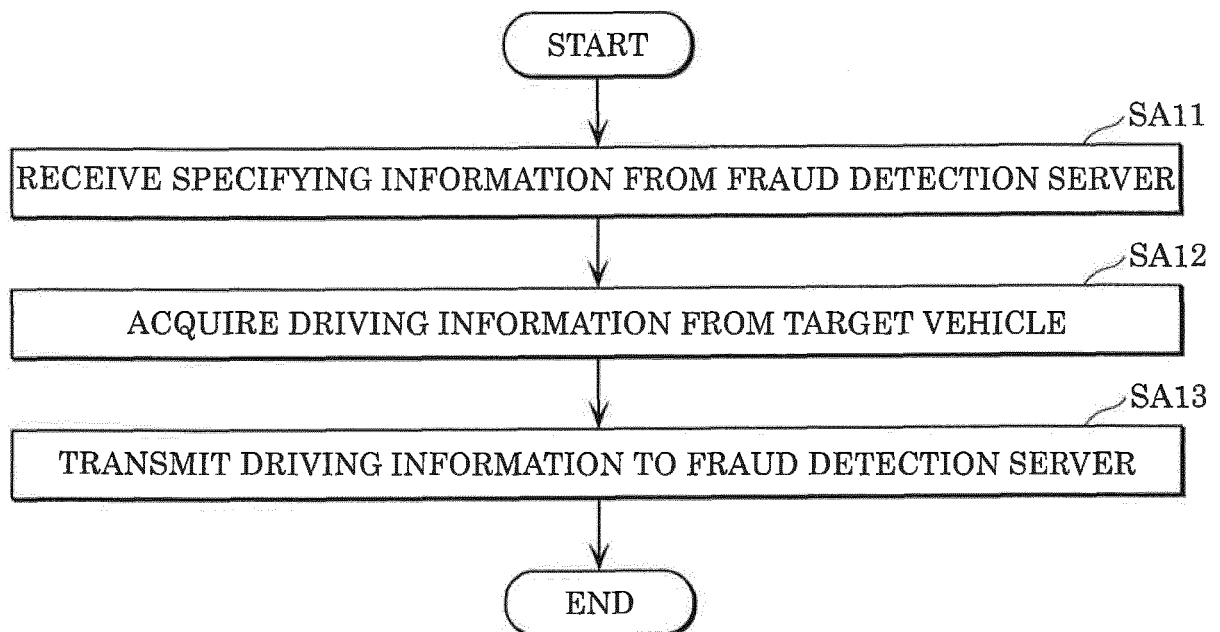 START
SA11
RECEIVE SPECIFYING INFORMATION FROM FRAUD DETECTION SERVER
SA12
ACQUIRE DRIVING INFORMATION FROM TARGET VEHICLE
SA13
TRANSMIT DRIVING INFORMATION TO FRAUD DETECTION SERVER
END